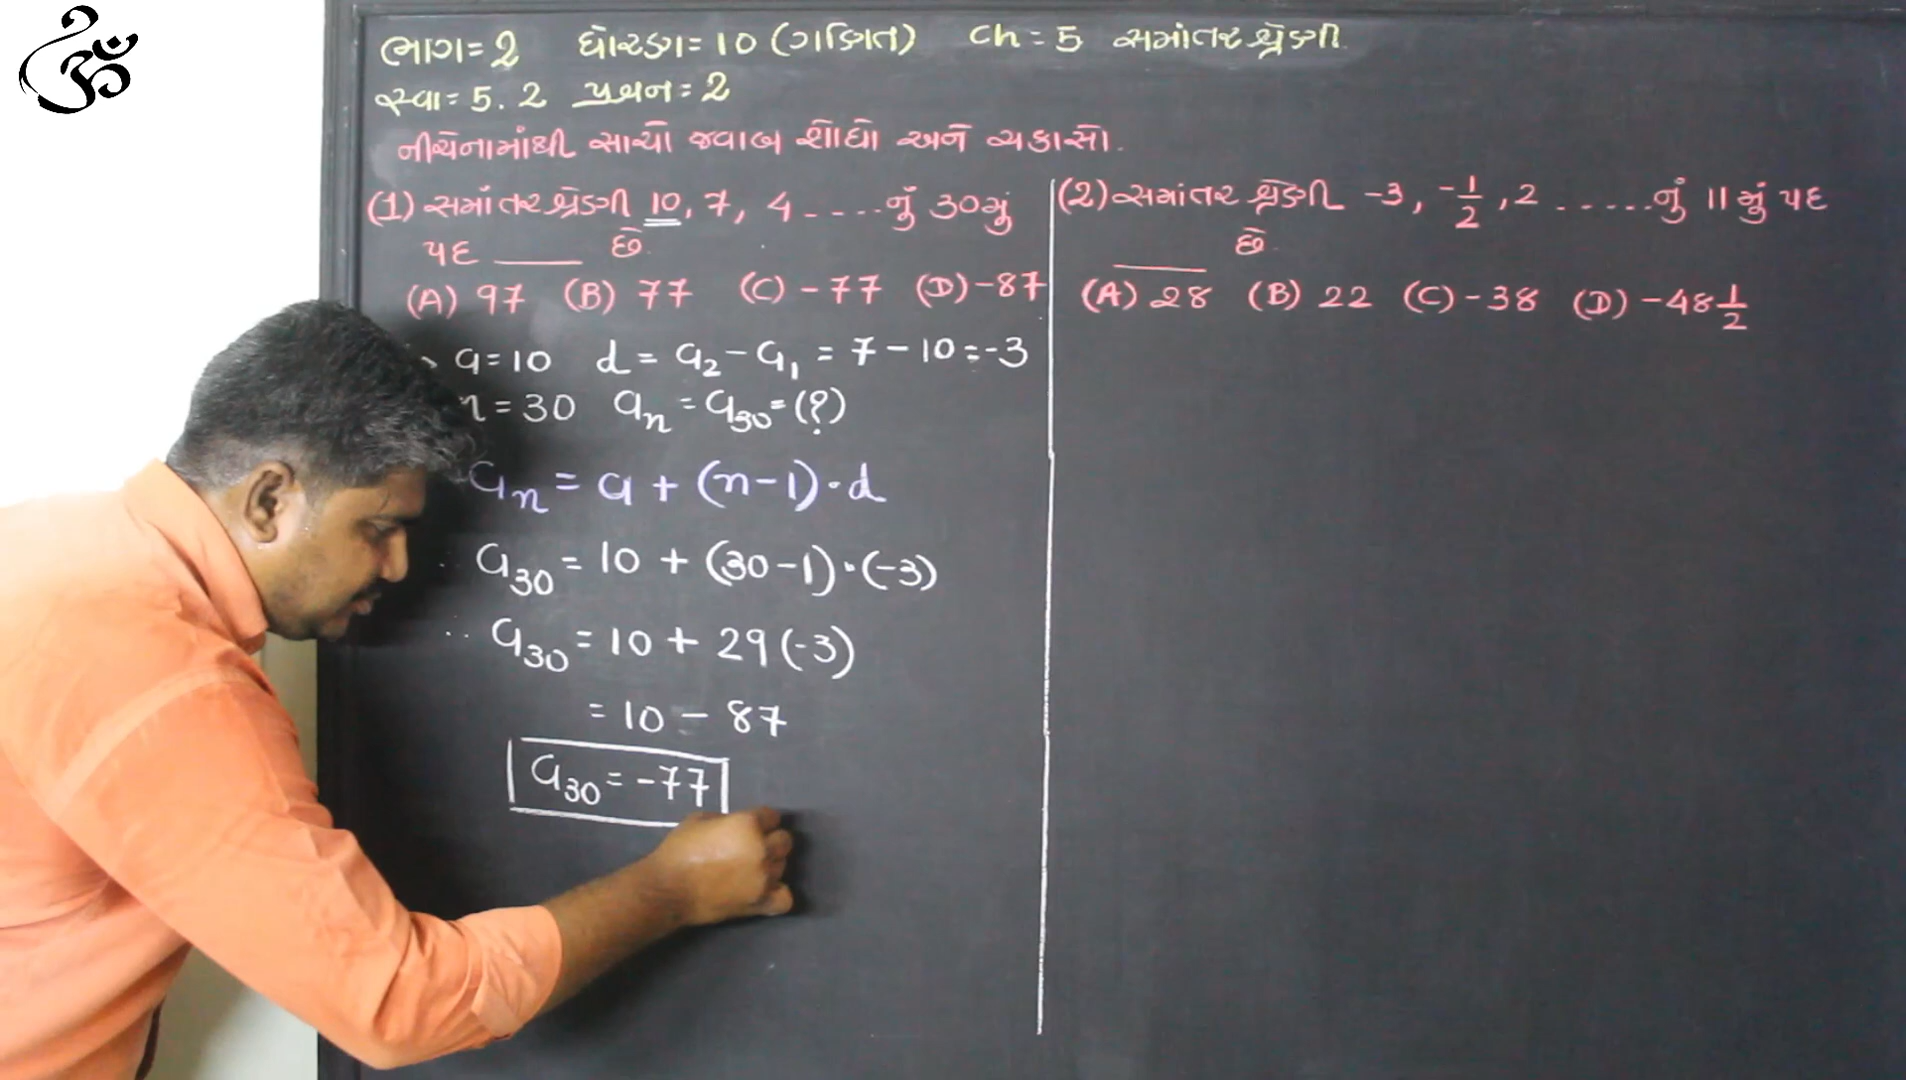 ૐ
ભાગ = 2 ધોરણ = 10 (ગણિત) Ch = 5 સમાંતર શ્રેણી
સ્વા = 5.2 પ્રશ્ન = 2
નીચેનામાંથી સાચો જવાબ શોધો અને ચકાસો.
(1) સમાંતર શ્રેણી 10, 7, 4 ----- નું 30મું
પદ ____ છે
(A) 97 (B) 77 (C) -77 (D) -87
a = 10 d = a₂ - a₁ = 7 - 10 = -3
n = 30 aₙ = a₃₀ = (?)
aₙ = a + (n-1)·d
a₃₀ = 10 + (30-1)·(-3)
a₃₀ = 10 + 29(-3)
= 10 - 87
a₃₀ = -77
(2) સમાંતર શ્રેણી -3, -1/2, 2 ...... નું 11મું પદ
____ છે.
(A) 28 (B) 22 (C) -38 (D) -48 1/2